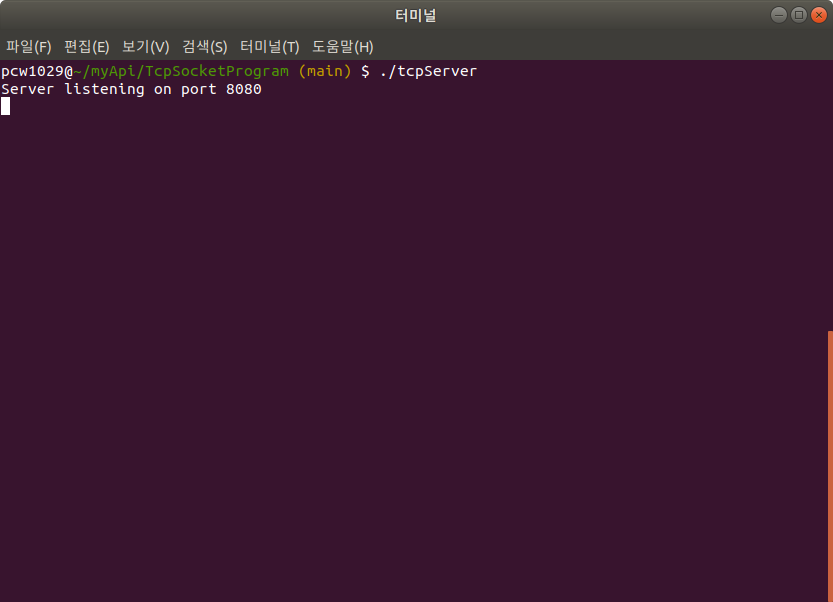 터미널
파일(F) 편집(E) 보기(V) 검색(S) 터미널(T) 도움말(H)
pcw1029@~/myApi/TcpSocketProgram (main) $ ./tcpServer
Server listening on port 8080